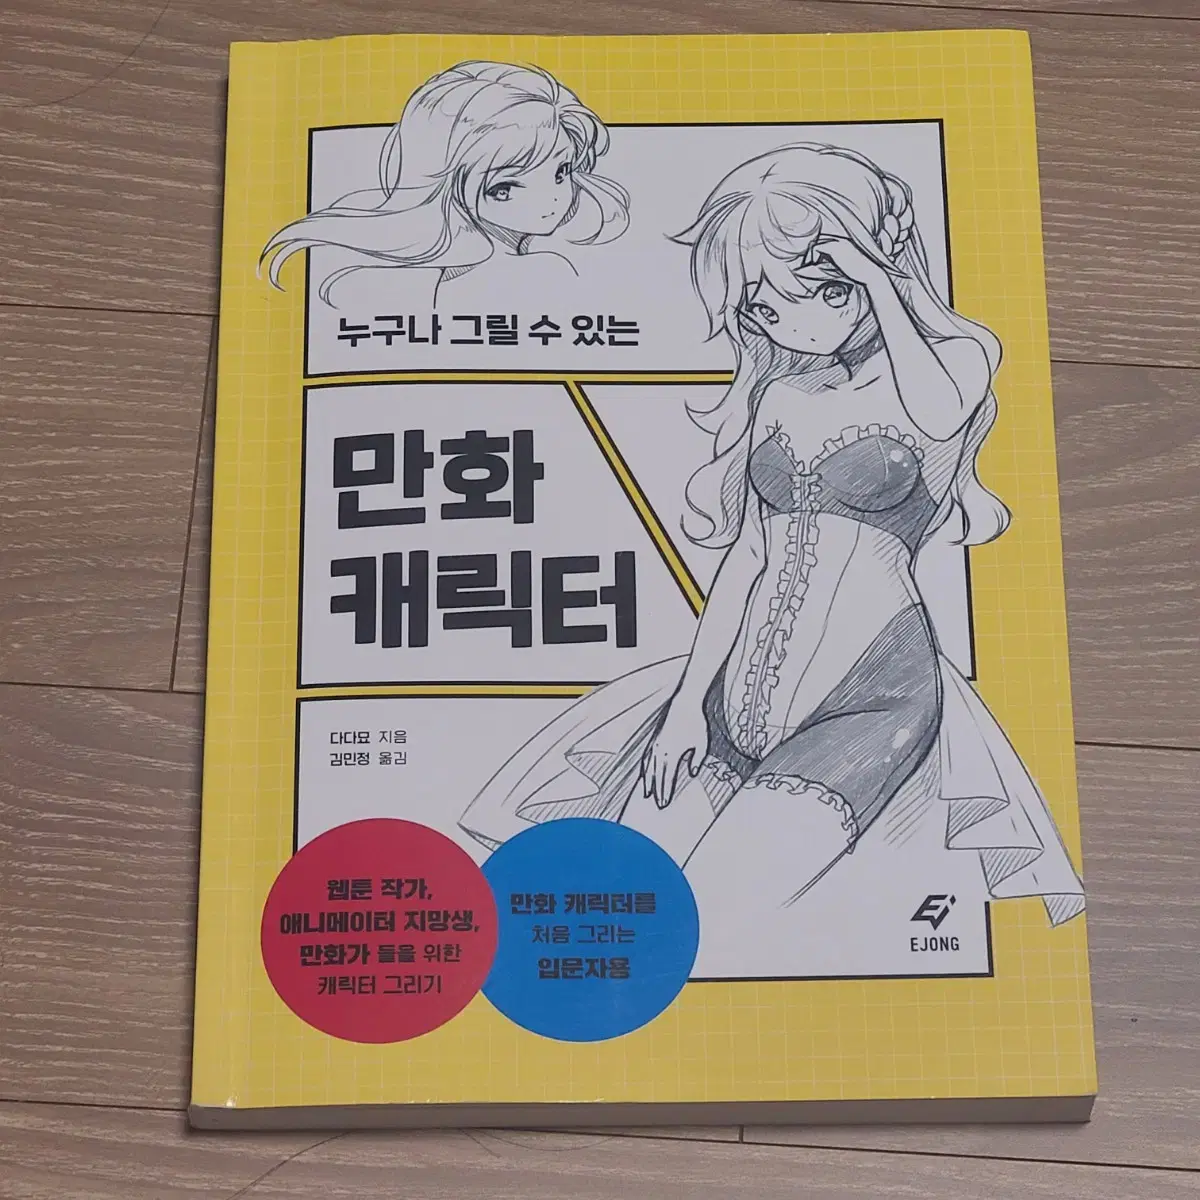 누구나 그릴 수 있는
만화
캐릭터
다다묘 지음
김민정 옮김
웹툰 작가,
애니메이터 지망생,
만화가 들을 위한
캐릭터 그리기
만화 캐릭터를
처음 그리는
입문자용
EJONG